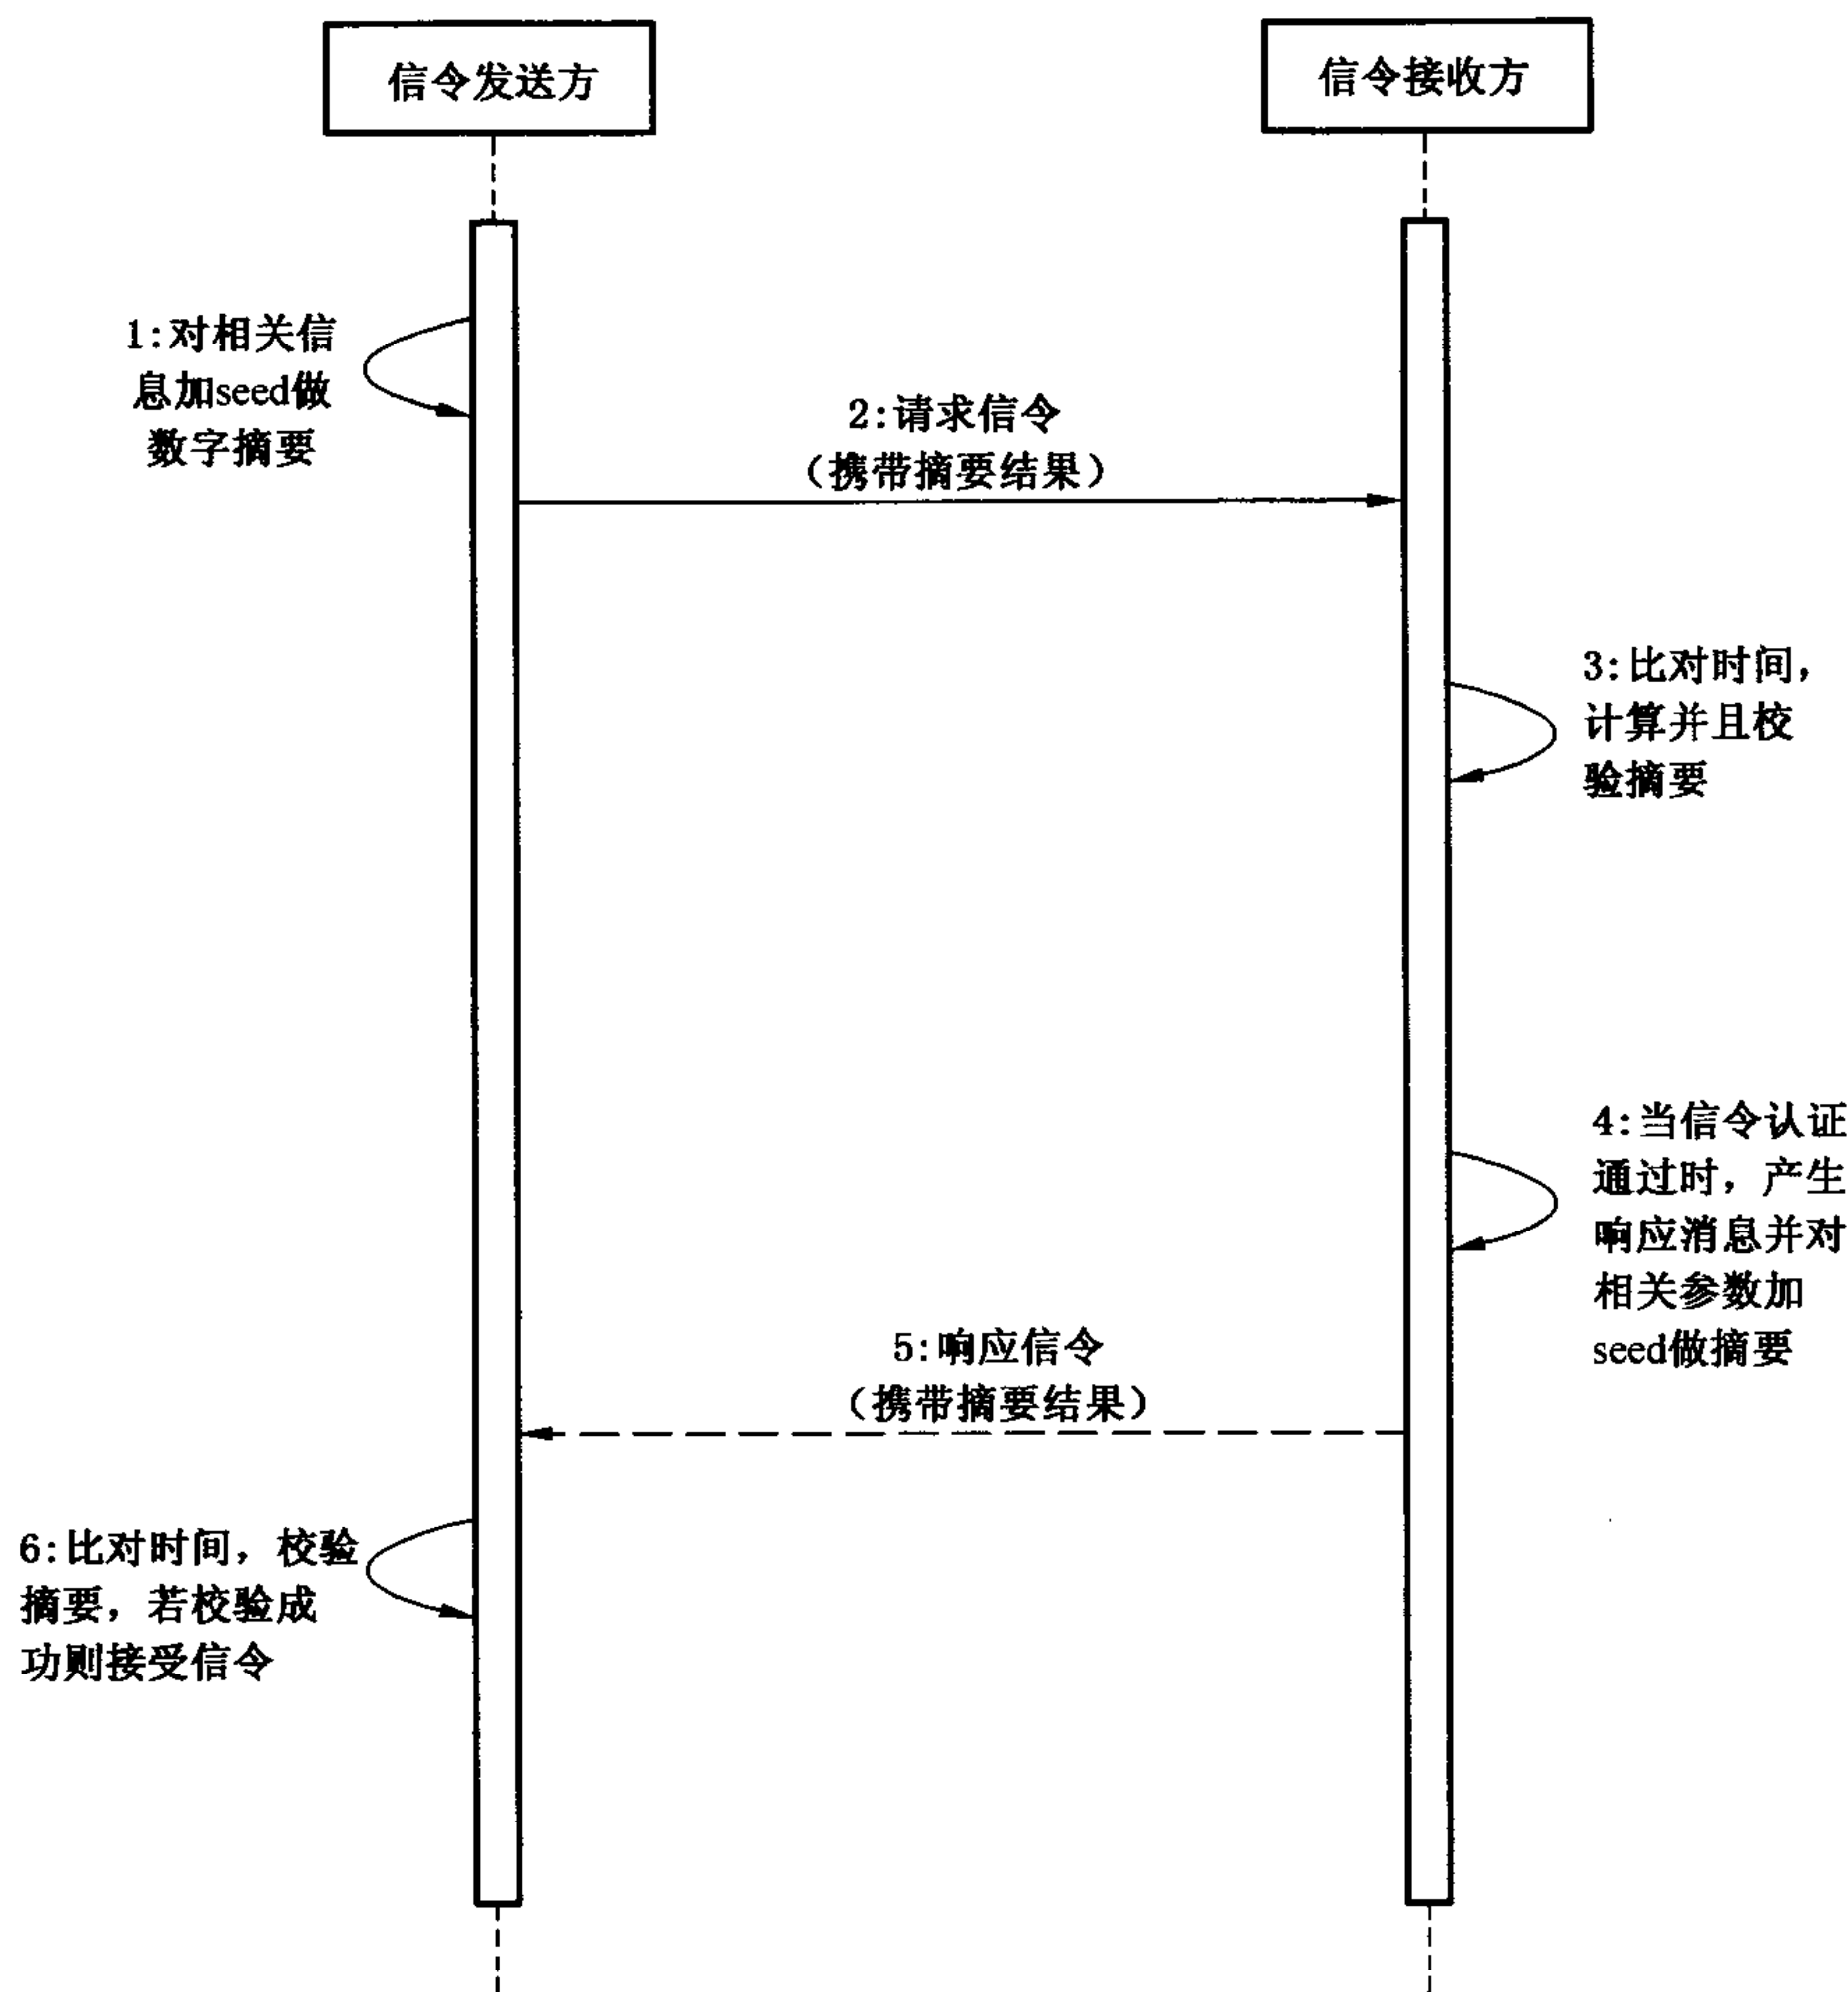 信令发送方
信令接收方
1:对相关信
息加seed做
数字摘要
2:请求信令
（携带摘要结果）
3:比对时间，
计算并且校
验摘要
4:当信令认证
通过时，产生
响应消息并对
相关参数加
seed做摘要
5:响应信令
（携带摘要结果）
6:比对时间，校验
摘要，若校验成
功则接受信令